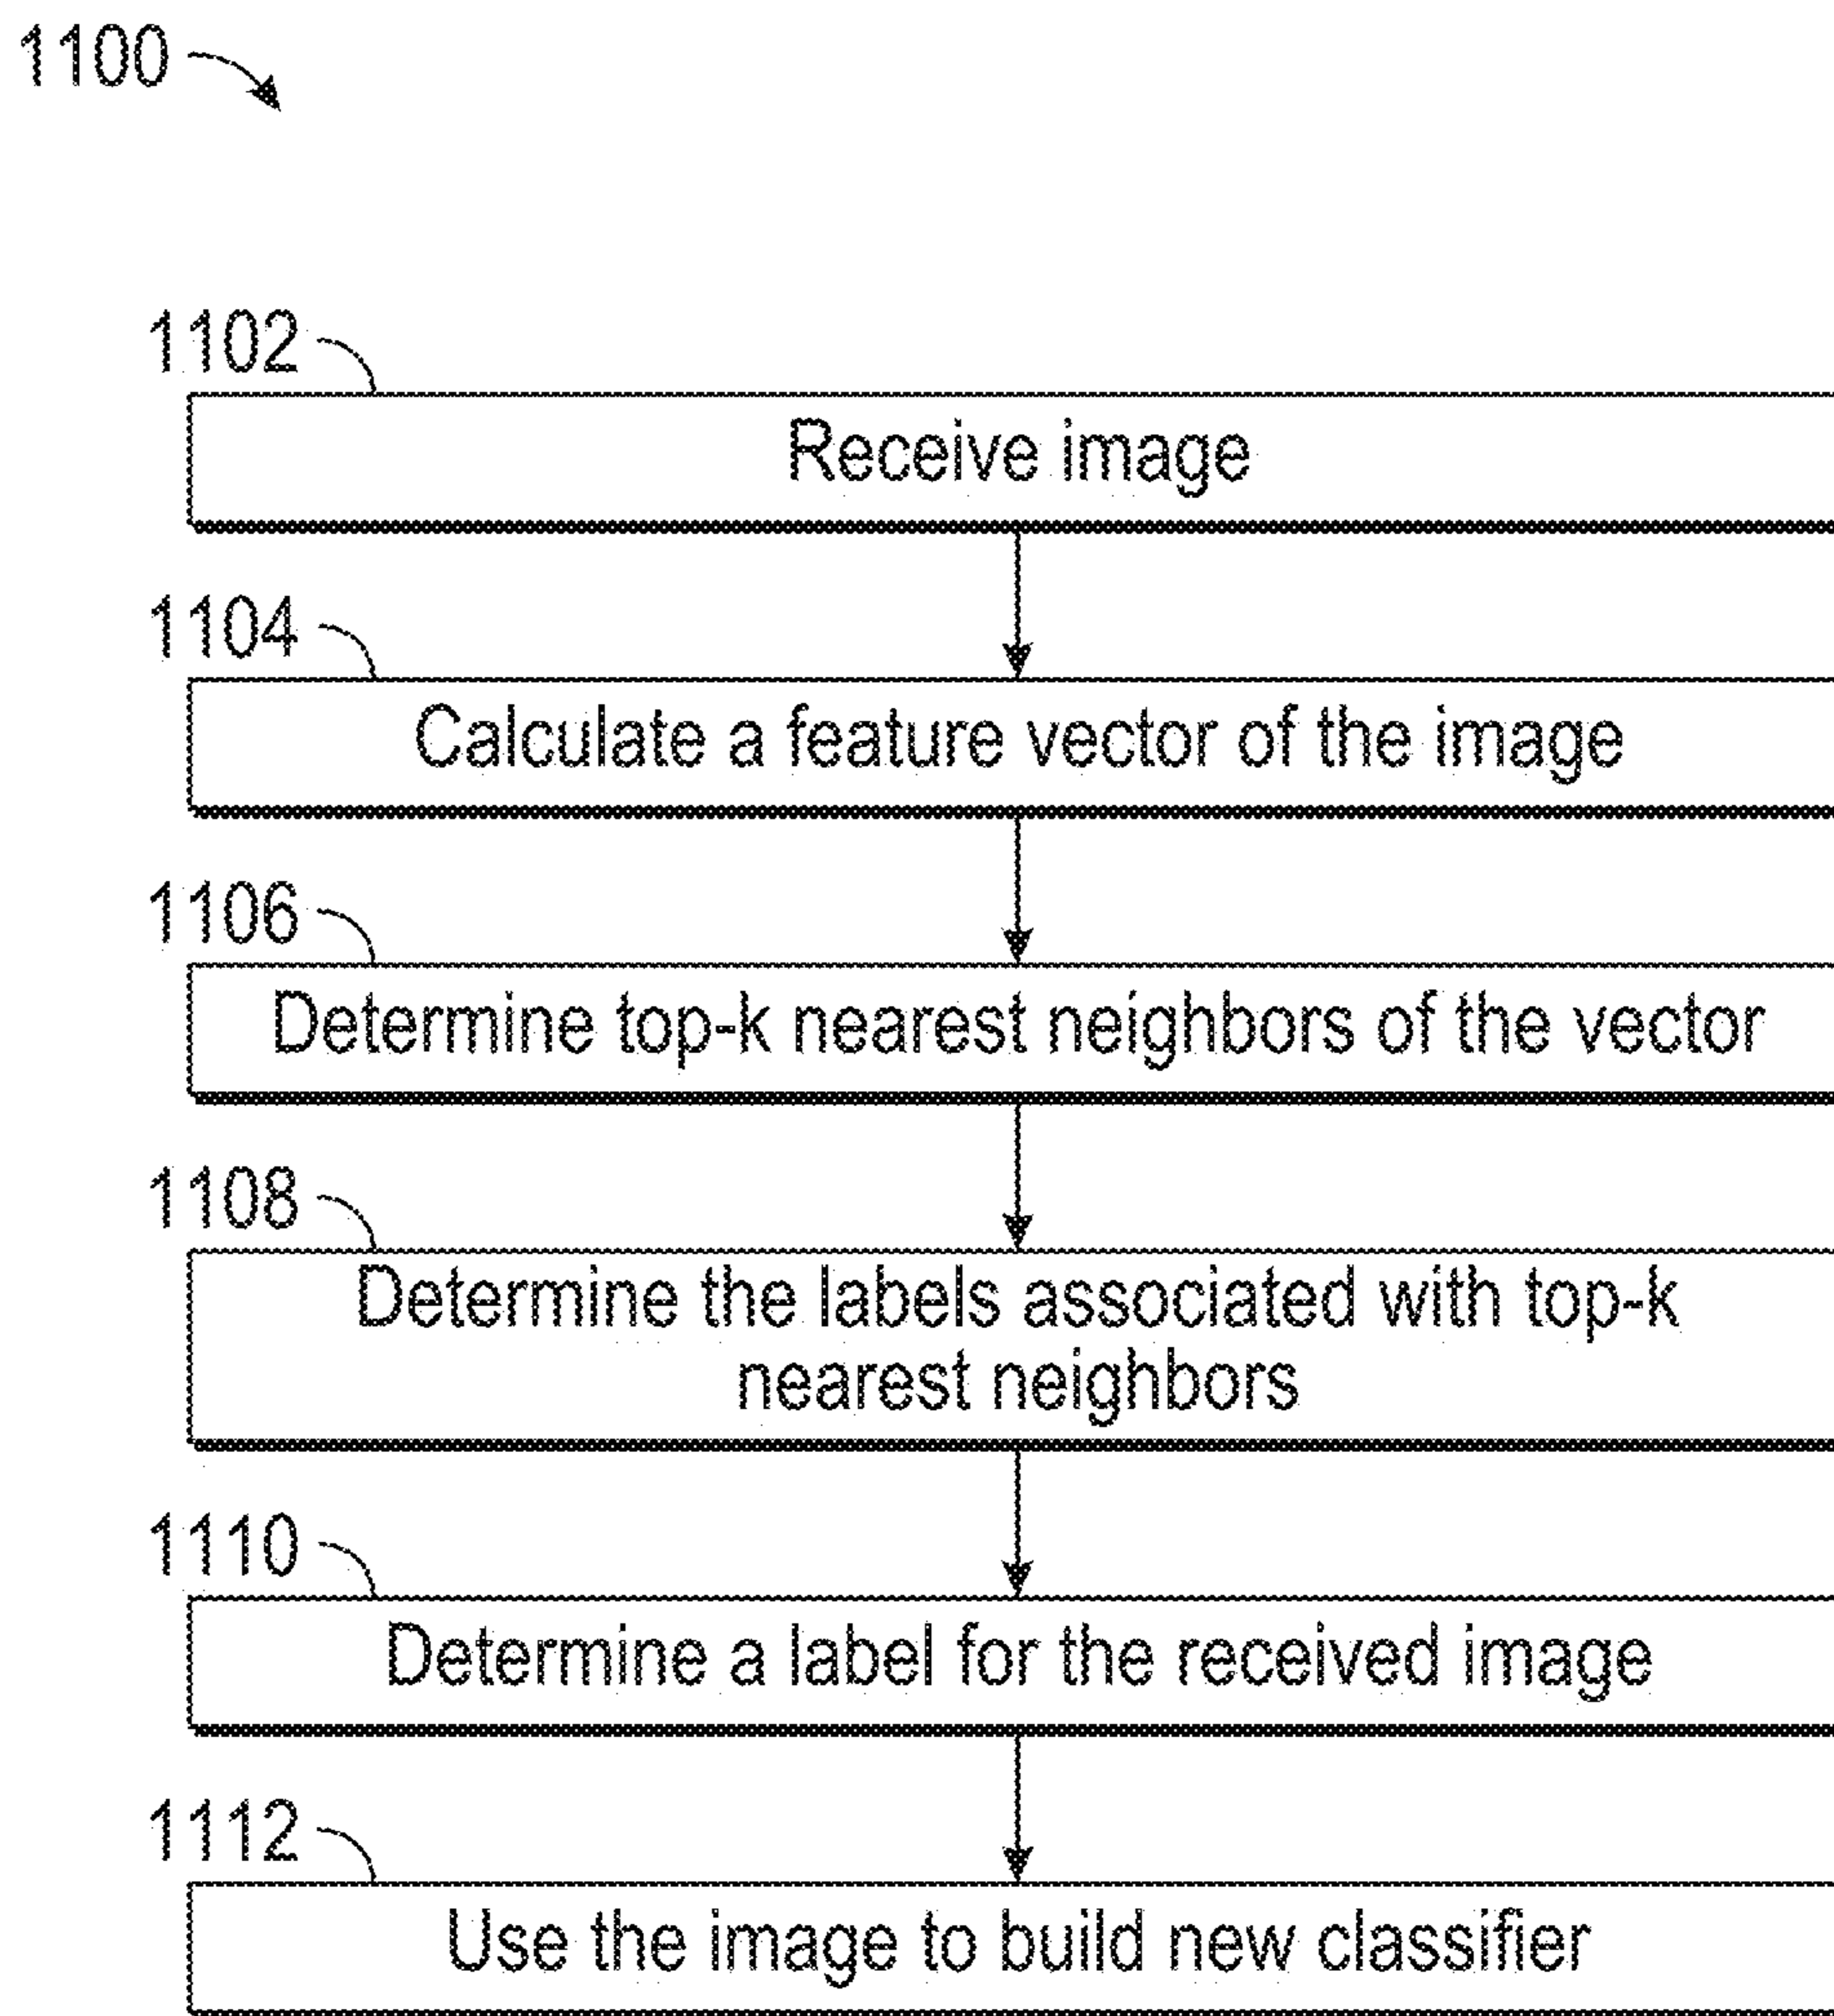 1100
1102
Receive image
1104
Calculate a feature vector of the image
1106
Determine top-k nearest neighbors of the vector
1108
Determine the labels associated with top-k
nearest neighbors
1110
Determine a label for the received image
1112
Use the image to build new classifier